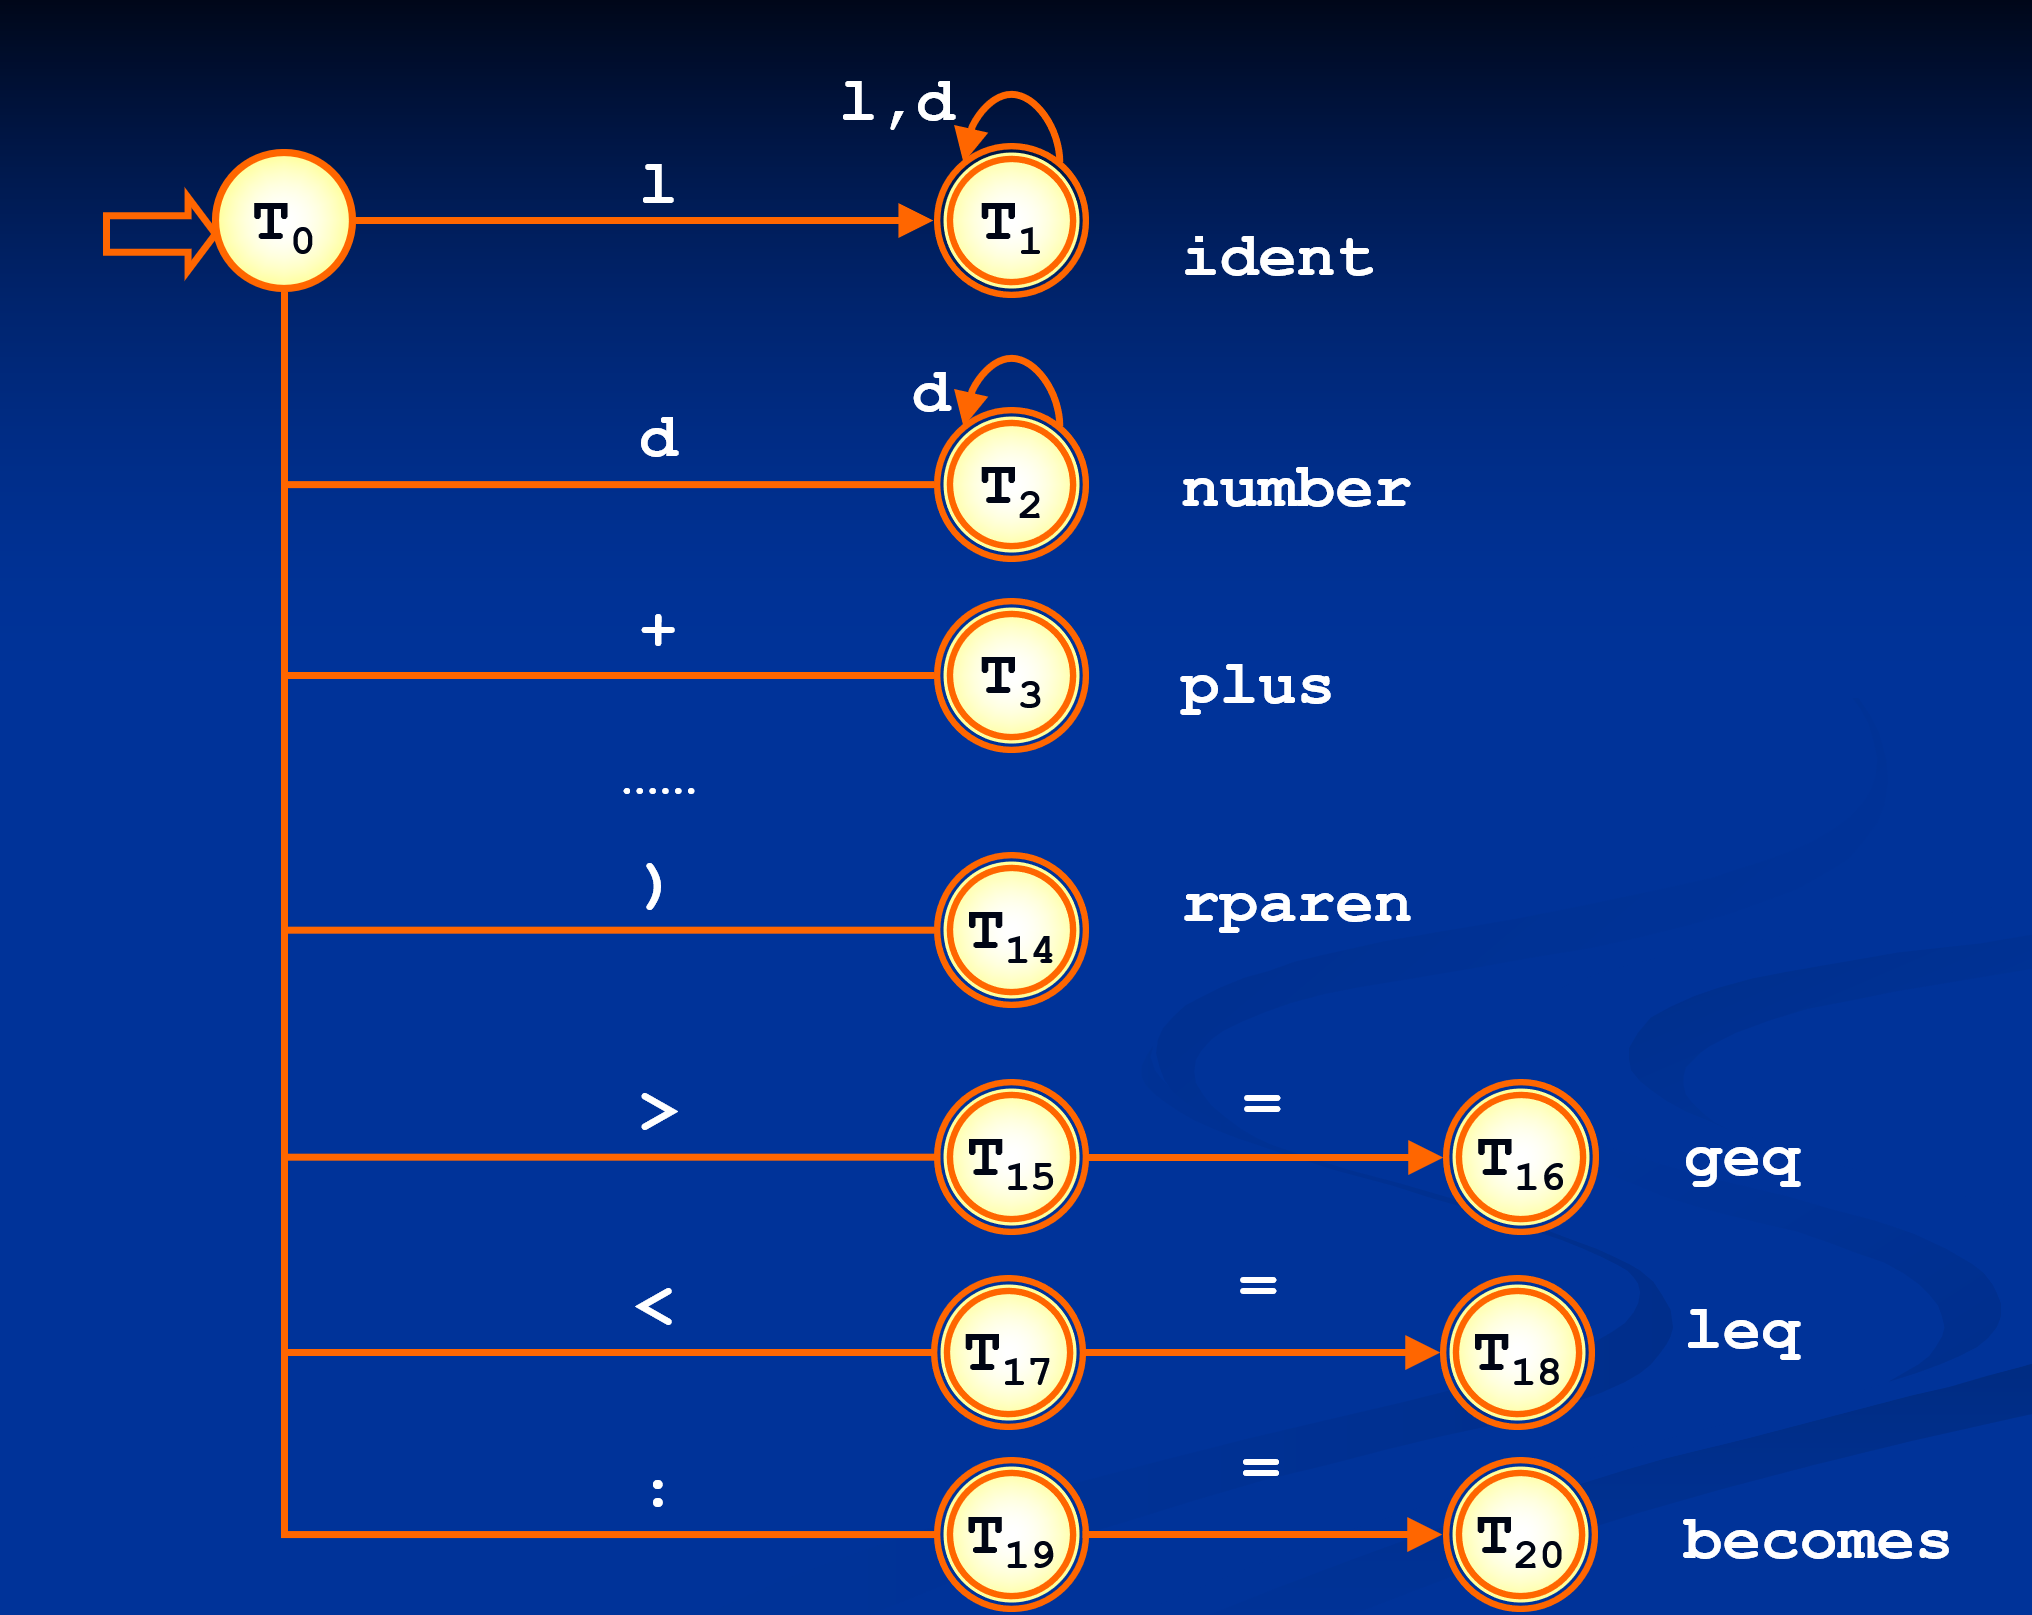 l,d
l
T0
T1
ident
d
d
T2
number
+
T3
plus
......
)
T14
rparen
>
=
T15
T16
geq
<
=
T17
T18
leq
:
=
T19
T20
becomes